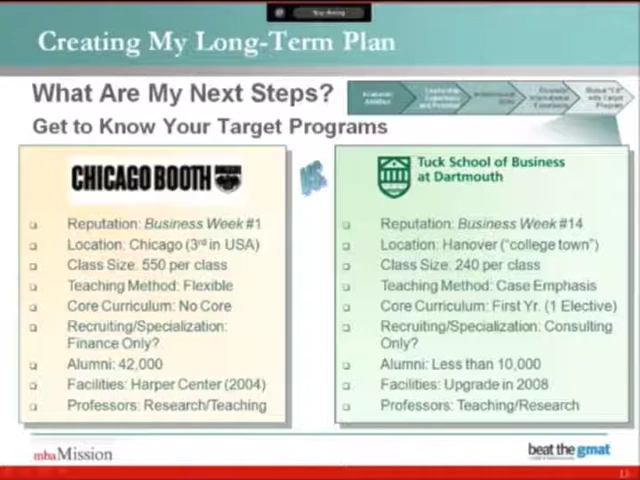 Creating My Long-Term Plan
What Are My Next Steps?
Get to Know Your Target Programs
CHICAGO BOOTH
VS.
Tuck School of Business
at Dartmouth
Reputation: Business Week #1
Location: Chicago (3rd in USA)
Class Size: 550 per class
Teaching Method: Flexible
Core Curriculum: No Core
Recruiting/Specialization:
Finance Only?
Alumni: 42,000
Facilities: Harper Center (2004)
Professors: Research/Teaching
Reputation: Business Week #14
Location: Hanover ("college town")
Class Size: 240 per class
Teaching Method: Case Emphasis
Core Curriculum: First Yr. (1 Elective)
Recruiting/Specialization: Consulting
Only?
Alumni: Less than 10,000
Facilities: Upgrade in 2008
Professors: Teaching/Research
mbaMission
beat the gmat